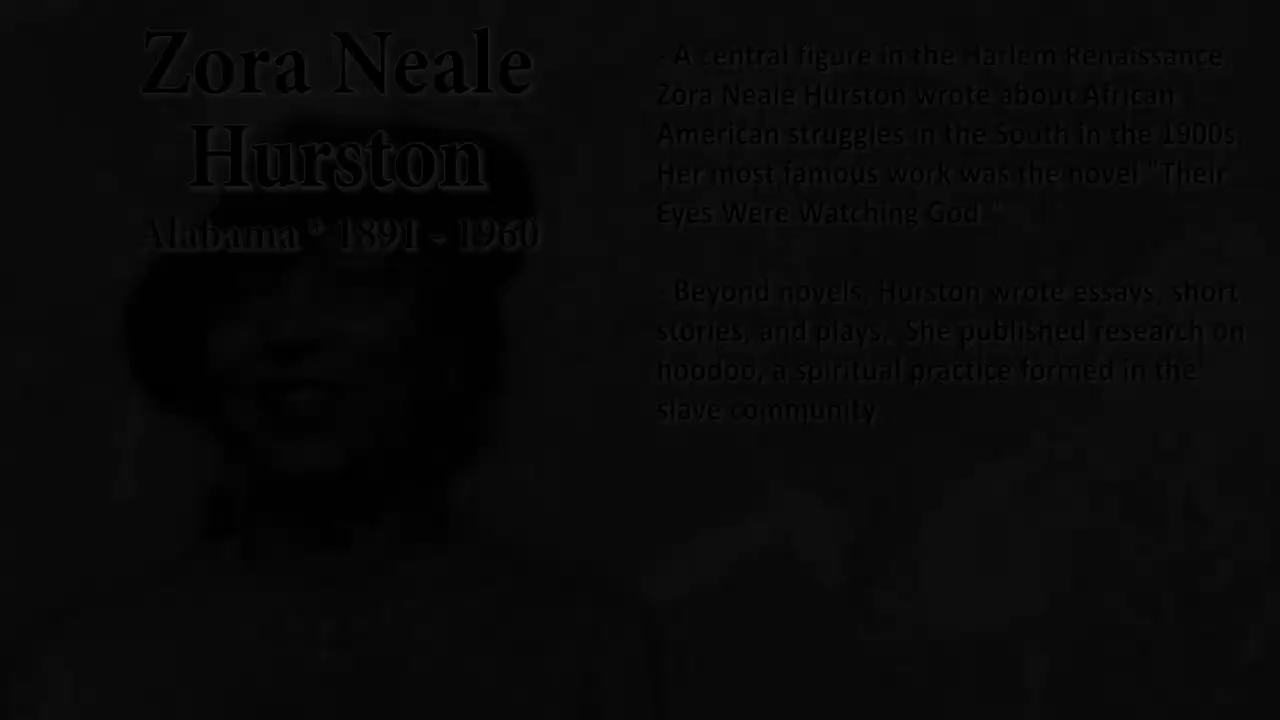 Zora Neale
Hurston
Alabama * 1891 - 1960
- A central figure in the Harlem Renaissance,
Zora Neale Hurston wrote about African
American struggles in the South in the 1900s.
Her most famous work was the novel "Their
Eyes Were Watching God."
- Beyond novels, Hurston wrote essays, short
stories, and plays. She published research on
hoodoo, a spiritual practice formed in the
slave community.